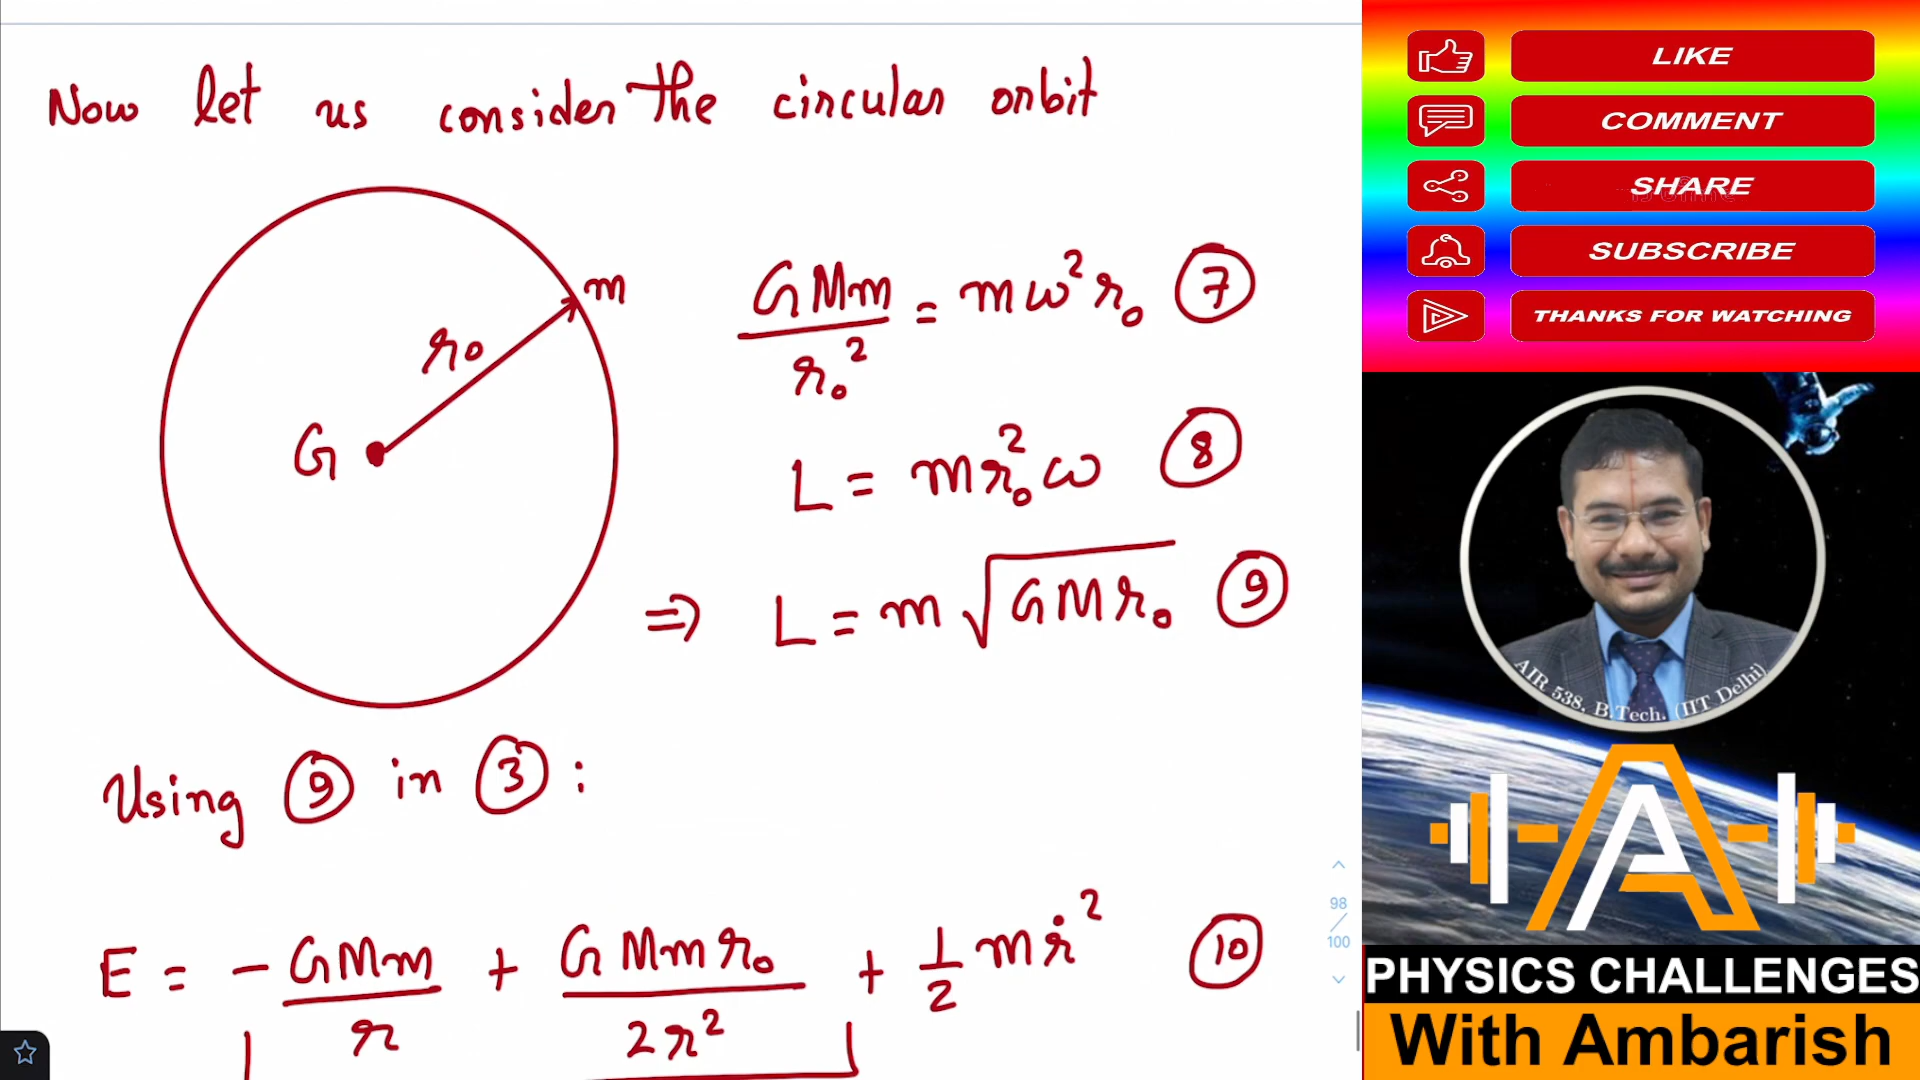 Now let us consider the circular orbit
m
r₀
G
GMm/r₀² = mω²r₀ ⑦
L = mr₀²ω ⑧
⇒ L = m√(GMr₀) ⑨
Using ⑨ in ③ :
E = - GMm/r + GMmr₀/2r² + 1/2 mṙ² ⑩
98
/
100
LIKE
COMMENT
SHARE
SUBSCRIBE
THANKS FOR WATCHING
AIR 538, B.Tech. (IIT Delhi)
PHYSICS CHALLENGES
With Ambarish